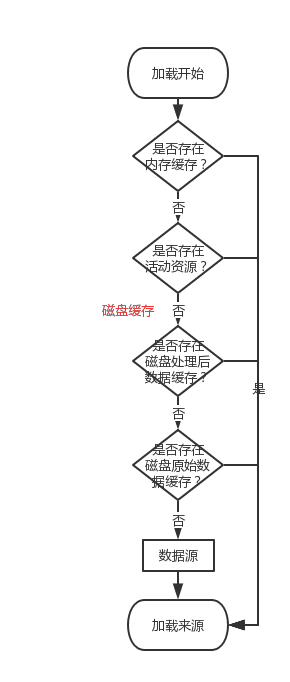 加载开始
是否存在
内存缓存？
否
是否存在
活动资源？
磁盘缓存
否
是否存在
磁盘处理后
数据缓存？
是
否
是否存在
磁盘原始数
据缓存？
否
数据源
加载来源